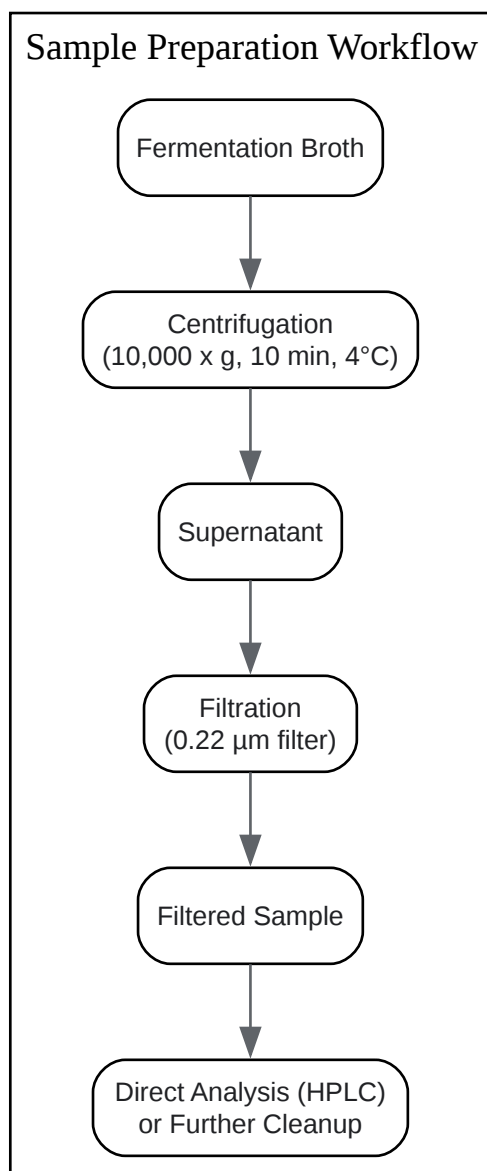 Sample Preparation Workflow
Fermentation Broth
Centrifugation
(10,000 x g, 10 min, 4°C)
Supernatant
Filtration
(0.22 µm filter)
Filtered Sample
Direct Analysis (HPLC)
or Further Cleanup